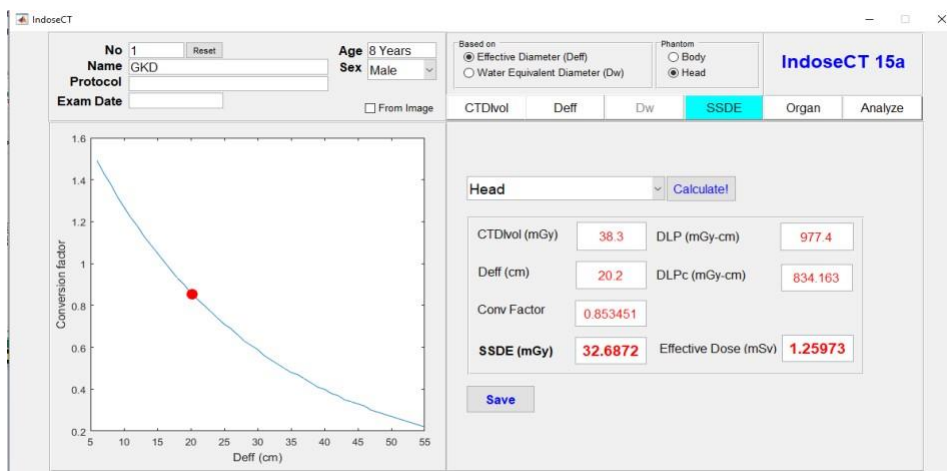 IndoseCT
No 1 Reset Age 8 Years
Name GKD Sex Male
Protocol
Exam Date
From Image
Based on
Effective Diameter (Deff)
Water Equivalent Diameter (Dw)
Phantom
Body
Head
IndoseCT 15a
CTDIvol Deff Dw SSDE Organ Analyze
1.6
1.4
1.2
1
0.8
0.6
0.4
0.2
Conversion factor
5 10 15 20 25 30 35 40 45 50 55
Deff (cm)
Head Calculate!
CTDIvol (mGy) 38.3 DLP (mGy-cm) 977.4
Deff (cm) 20.2 DLPc (mGy-cm) 834.163
Conv Factor 0.853451
SSDE (mGy) 32.6872 Effective Dose (mSv) 1.25973
Save